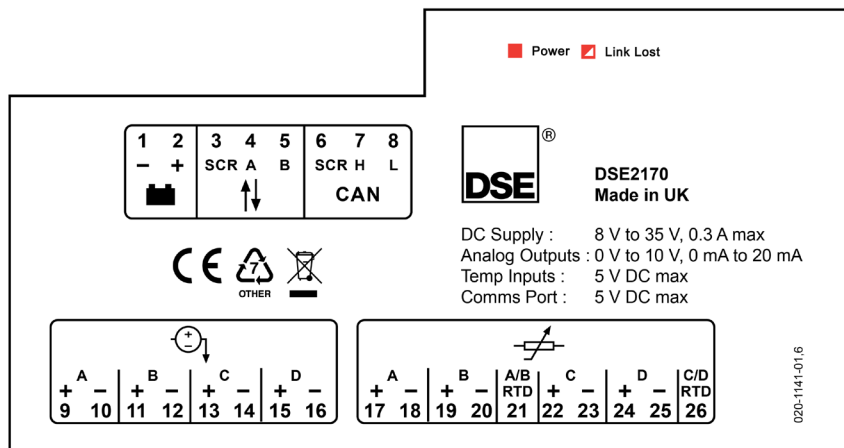 Power Link Lost
1 2 3 4 5 6 7 8
− + SCR A B SCR H L
CAN
®
DSE
DSE2170
Made in UK
DC Supply : 8 V to 35 V, 0.3 A max
Analog Outputs : 0 V to 10 V, 0 mA to 20 mA
Temp Inputs : 5 V DC max
Comms Port : 5 V DC max
CE
7
OTHER
+ −
A B C D
+ − + − + − + −
9 10 11 12 13 14 15 16
A B A/B C D C/D
+ − + − RTD + − + − RTD
17 18 19 20 21 22 23 24 25 26
020-1141-01,6